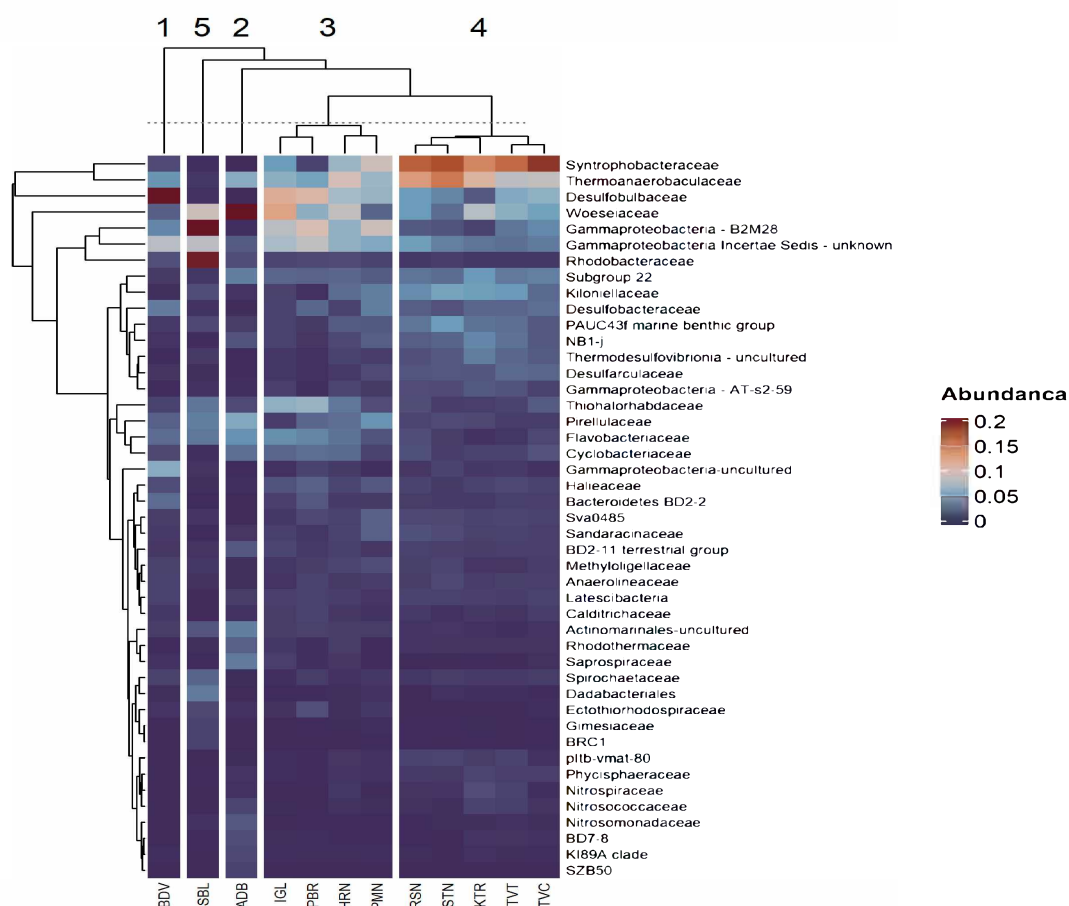 1 5 2 3 4
Syntrophobacteraceae
Thermoanaerobaculaceae
Desulfobulbaceae
Woeseiaceae
Gammaproteobacteria - B2M28
Gammaproteobacteria Incertae Sedis - unknown
Rhodobacteraceae
Subgroup 22
Kiloniellaceae
Desulfobacteraceae
PAUC43f marine benthic group
NB1-j
Thermodesulfovibrionia - uncultured
Desulfarculaceae
Gammaproteobacteria - AT-s2-59
Thiohalorhabdaceae
Pirellulaceae
Flavobacteriaceae
Cyclobacteriaceae
Gammaproteobacteria-uncultured
Halieaceae
Bacteroidetes BD2-2
Sva0485
Sandaracinaceae
BD2-11 terrestrial group
Methyloligellaceae
Anaerolineaceae
Latescibacteria
Calditrichaceae
Actinomarinales-uncultured
Rhodothermaceae
Saprospiraceae
Spirochaetaceae
Dadabacteriales
Ectothiorhodospiraceae
Gimesiaceae
BRC1
pItb-vmat-80
Phycisphaeraceae
Nitrospiraceae
Nitrosococcaceae
Nitrosomonadaceae
BD7-8
KI89A clade
SZB50
BDV SBL ADB IGL PBR HRN PMN RSN STN KTR TVT TVC
Abundanca
0.2
0.15
0.1
0.05
0